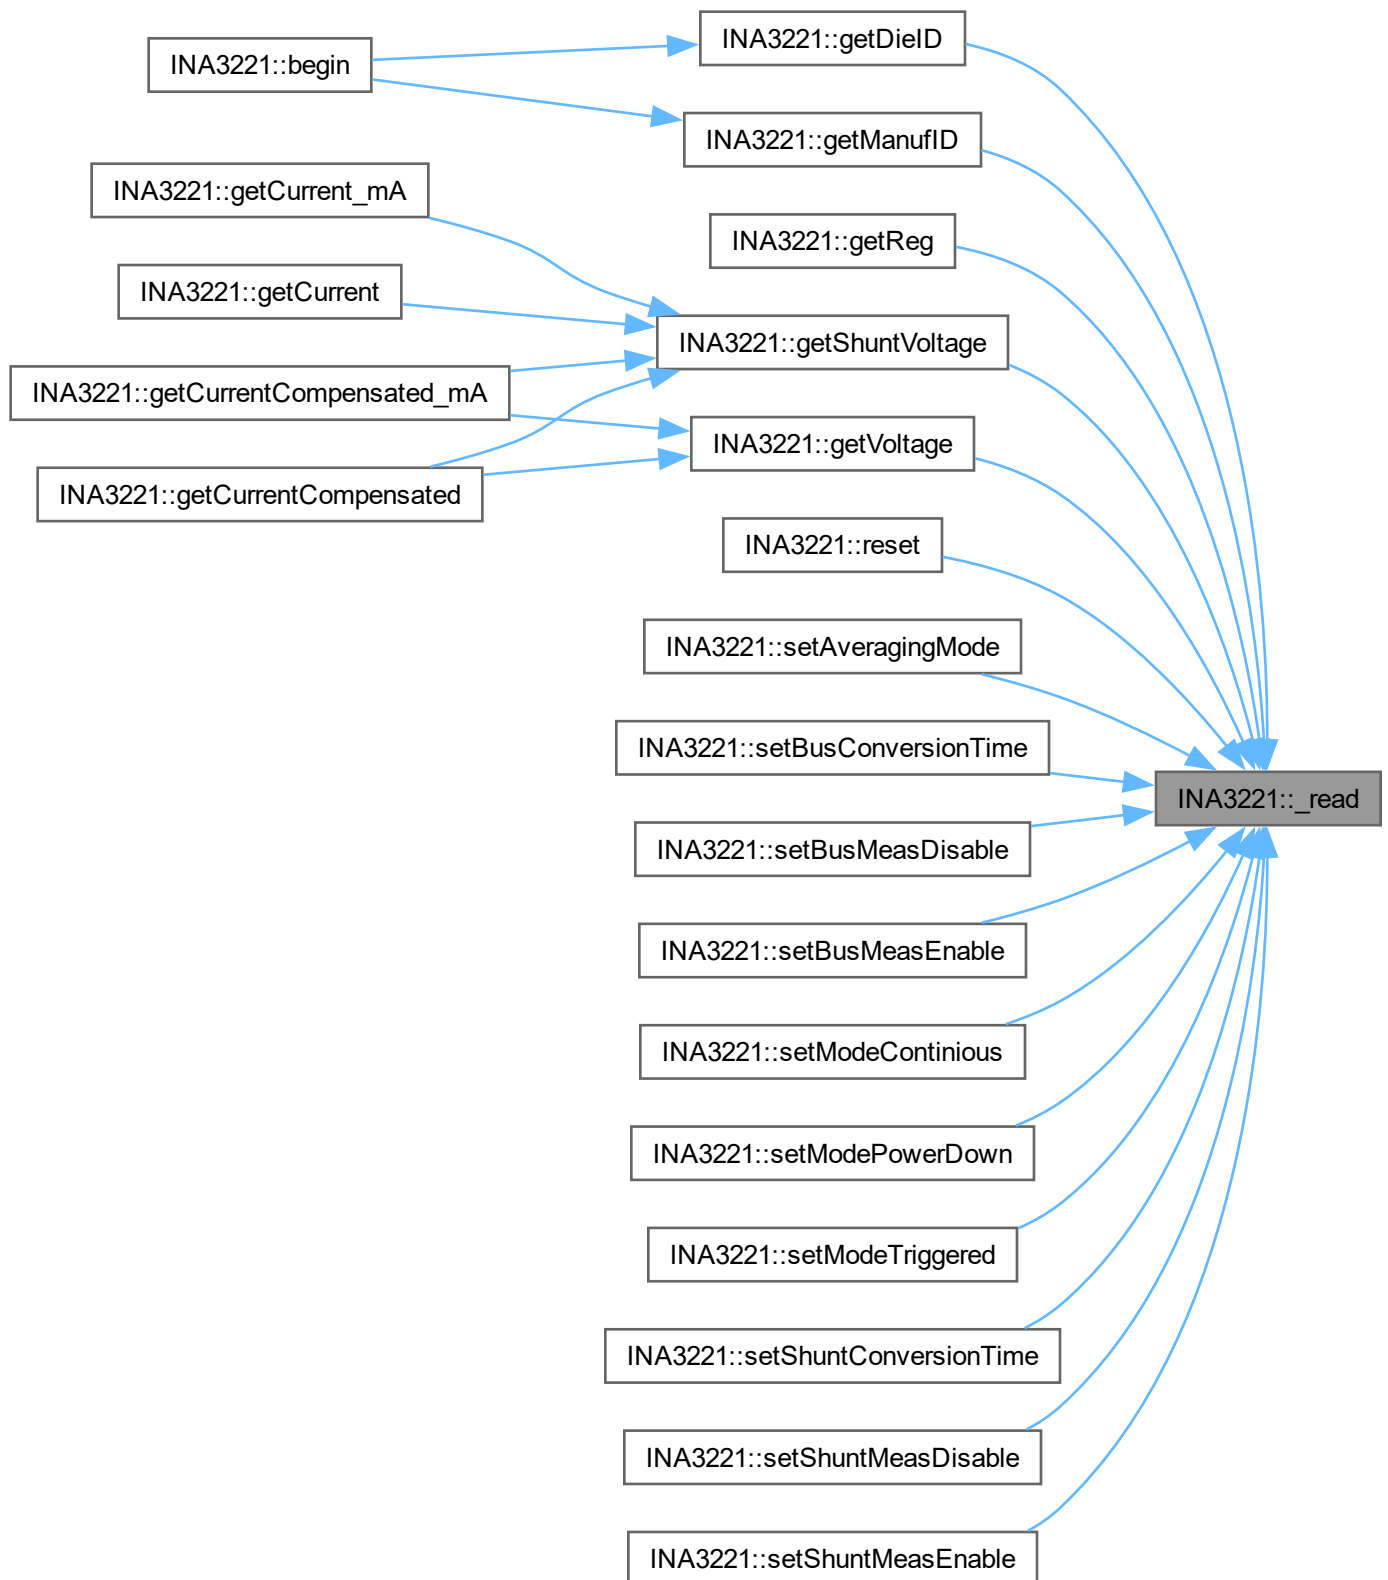 INA3221::getDieID
INA3221::begin
INA3221::getManufID
INA3221::getCurrent_mA
INA3221::getReg
INA3221::getCurrent
INA3221::getShuntVoltage
INA3221::getCurrentCompensated_mA
INA3221::getVoltage
INA3221::getCurrentCompensated
INA3221::reset
INA3221::setAveragingMode
INA3221::setBusConversionTime
INA3221::_read
INA3221::setBusMeasDisable
INA3221::setBusMeasEnable
INA3221::setModeContinious
INA3221::setModePowerDown
INA3221::setModeTriggered
INA3221::setShuntConversionTime
INA3221::setShuntMeasDisable
INA3221::setShuntMeasEnable